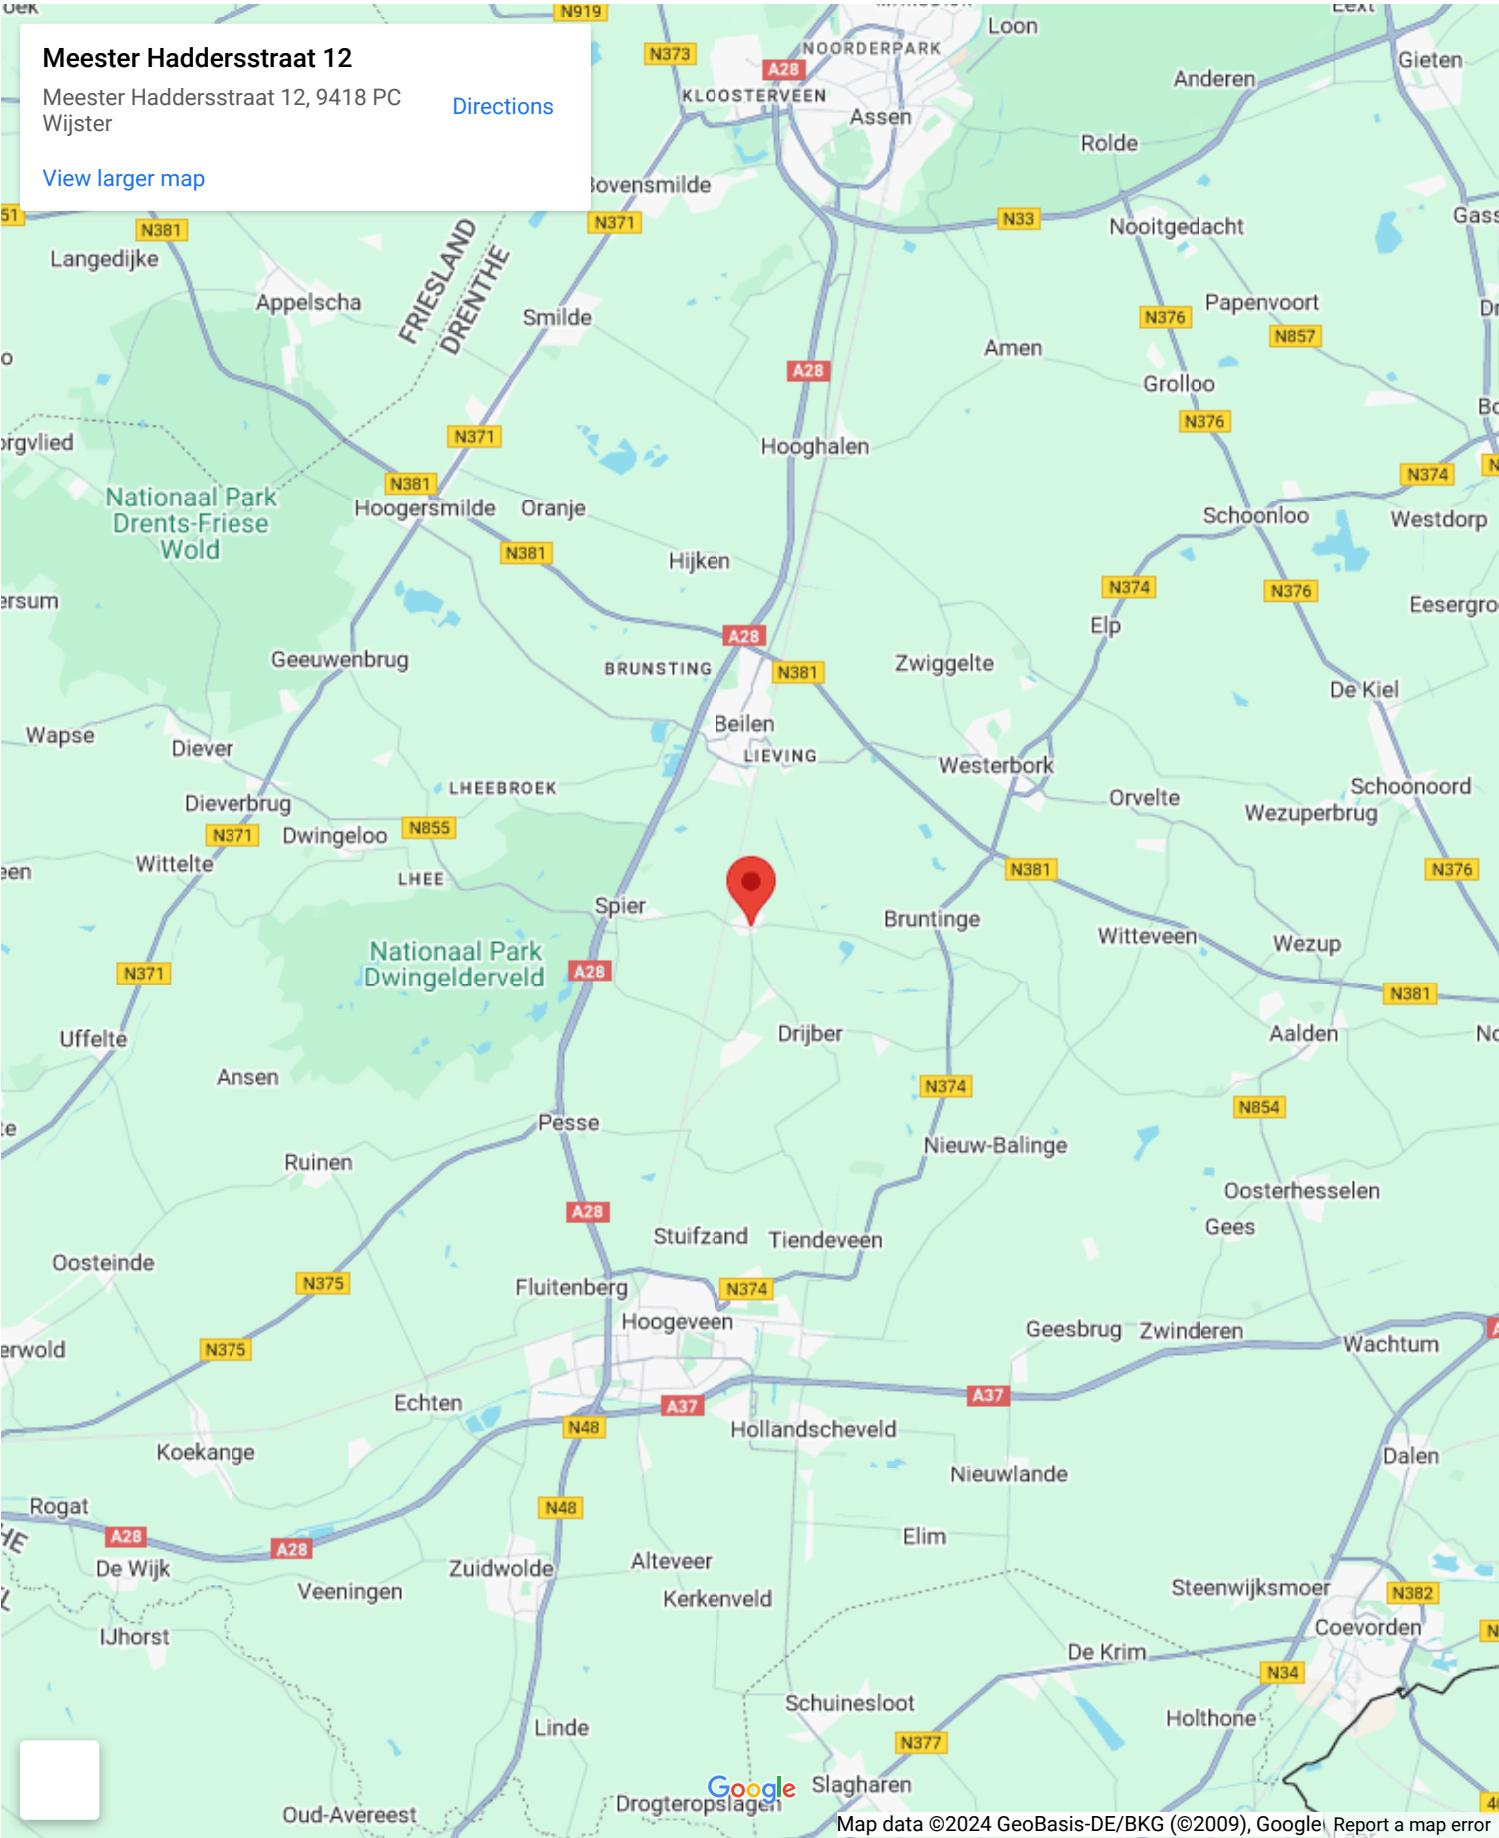 Meester Haddersstraat 12
Meester Haddersstraat 12, 9418 PC
Wijster
Directions
View larger map
N919
Loon
N373
NOORDERPARK
A28
Gieten
Anderen
KLOOSTERVEEN
Assen
Rolde
Bovensmilde
51
N371
N33
N381
Nooitgedacht
Langedijke
FRIESLAND
DRENTHE
Appelscha
Smilde
Papenvoort
N376
N857
Amen
A28
Grolloo
N376
N371
Hooghalen
N374
N381
Nationaal Park
Drents-Friese
Wold
Hoogersmilde
Oranje
Schoonloo
Westdorp
N381
Hijken
N374
N376
Elp
A28
Geeuwenbrug
BRUNSTING
N381
Zwiggelte
De Kiel
Wapse
Diever
Beilen
LIEVING
Westerbork
LHEEBROEK
Orvelte
Schoonoord
Dieverbrug
Wezuperbrug
N371
Dwingeloo
N855
Wittelte
N381
N376
LHEE
Spier
Bruntinge
Witteveen
Wezup
Nationaal Park
Dwingelderveld
N371
A28
N381
Uffelte
Drijber
Aalden
Ansen
N374
N854
Pesse
Nieuw-Balinge
Ruinen
Oosterhesselen
A28
Gees
Stuifzand
Tiendeveen
Oosteinde
N375
Fluitenberg
N374
Hoogeveen
Geesbrug
Zwinderen
Wachtum
N375
erwold
Echten
A37
A37
N48
Hollandscheveld
Koekange
Dalen
Nieuwlande
Rogat
N48
A28
A28
Elim
De Wijk
Zuidwolde
Alteveer
Veeningen
Kerkenveld
Steenwijksmoer
N382
IJhorst
Coevorden
De Krim
N34
Schuinesloot
Holthone
Linde
N377
Google
Slagharen
Drogteropslagen
Oud-Avereest
Map data ©2024 GeoBasis-DE/BKG (©2009), Google
Report a map error